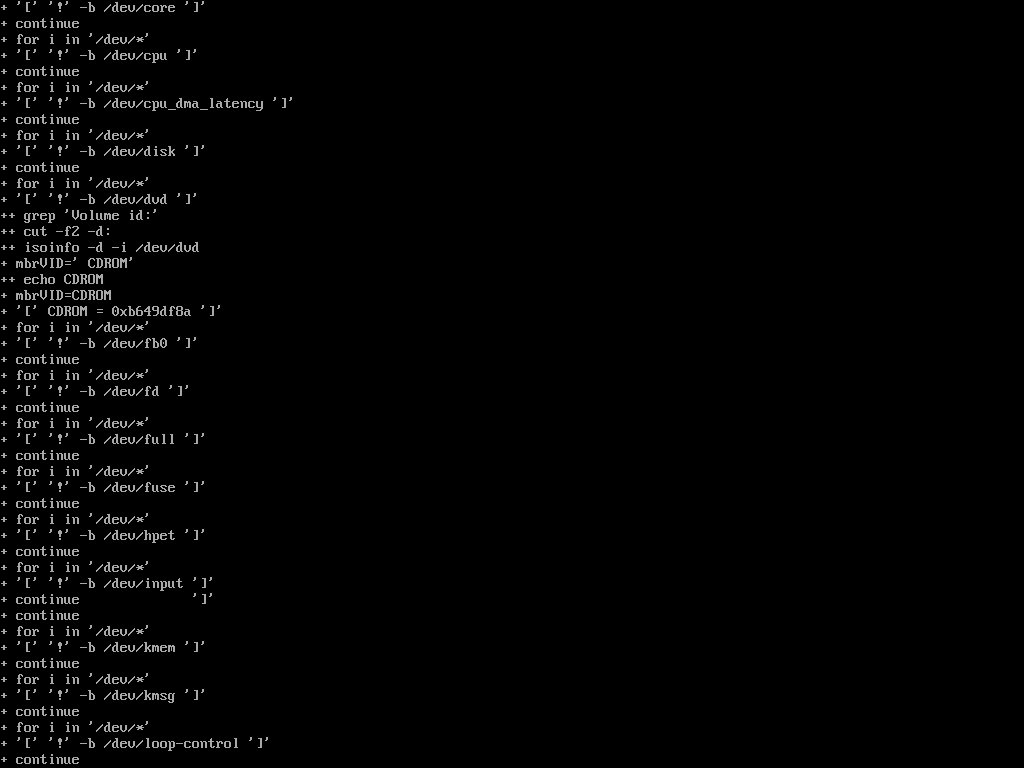 + '[' '!' -b /dev/core ']'
+ continue
+ for i in '/dev/*'
+ '[' '!' -b /dev/cpu ']'
+ continue
+ for i in '/dev/*'
+ '[' '!' -b /dev/cpu_dma_latency ']'
+ continue
+ for i in '/dev/*'
+ '[' '!' -b /dev/disk ']'
+ continue
+ for i in '/dev/*'
+ '[' '!' -b /dev/dvd ']'
++ grep 'Volume id:'
++ cut -f2 -d:
++ isoinfo -d -i /dev/dvd
+ mbrVID=' CDROM'
++ echo CDROM
+ mbrVID=CDROM
+ '[' CDROM = 0xb649df8a ']'
+ for i in '/dev/*'
+ '[' '!' -b /dev/fb0 ']'
+ continue
+ for i in '/dev/*'
+ '[' '!' -b /dev/fd ']'
+ continue
+ for i in '/dev/*'
+ '[' '!' -b /dev/full ']'
+ continue
+ for i in '/dev/*'
+ '[' '!' -b /dev/fuse ']'
+ continue
+ for i in '/dev/*'
+ '[' '!' -b /dev/hpet ']'
+ continue
+ for i in '/dev/*'
+ '[' '!' -b /dev/input ']'
+ continue              ']'
+ continue
+ for i in '/dev/*'
+ '[' '!' -b /dev/kmem ']'
+ continue
+ for i in '/dev/*'
+ '[' '!' -b /dev/kmsg ']'
+ continue
+ for i in '/dev/*'
+ '[' '!' -b /dev/loop-control ']'
+ continue